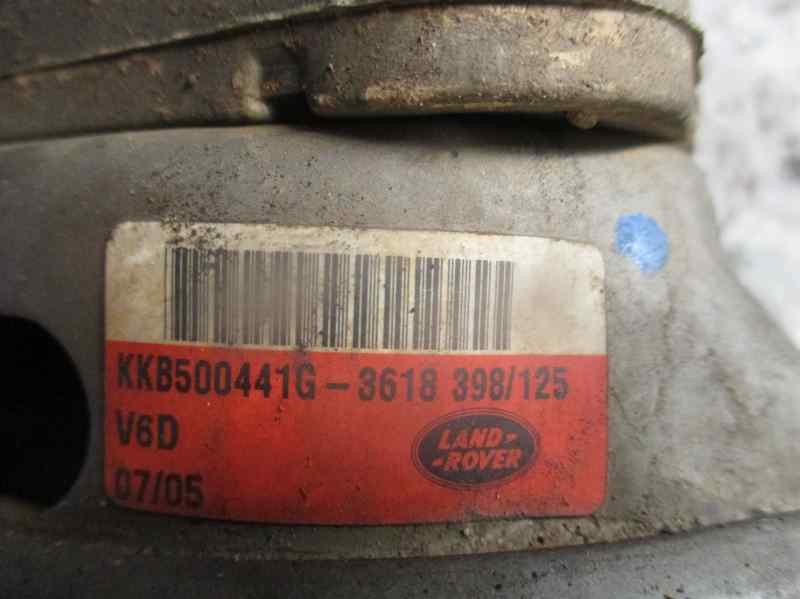 KKB500441G-3618 398/125
V6D
07/05
LAND-
-ROVER